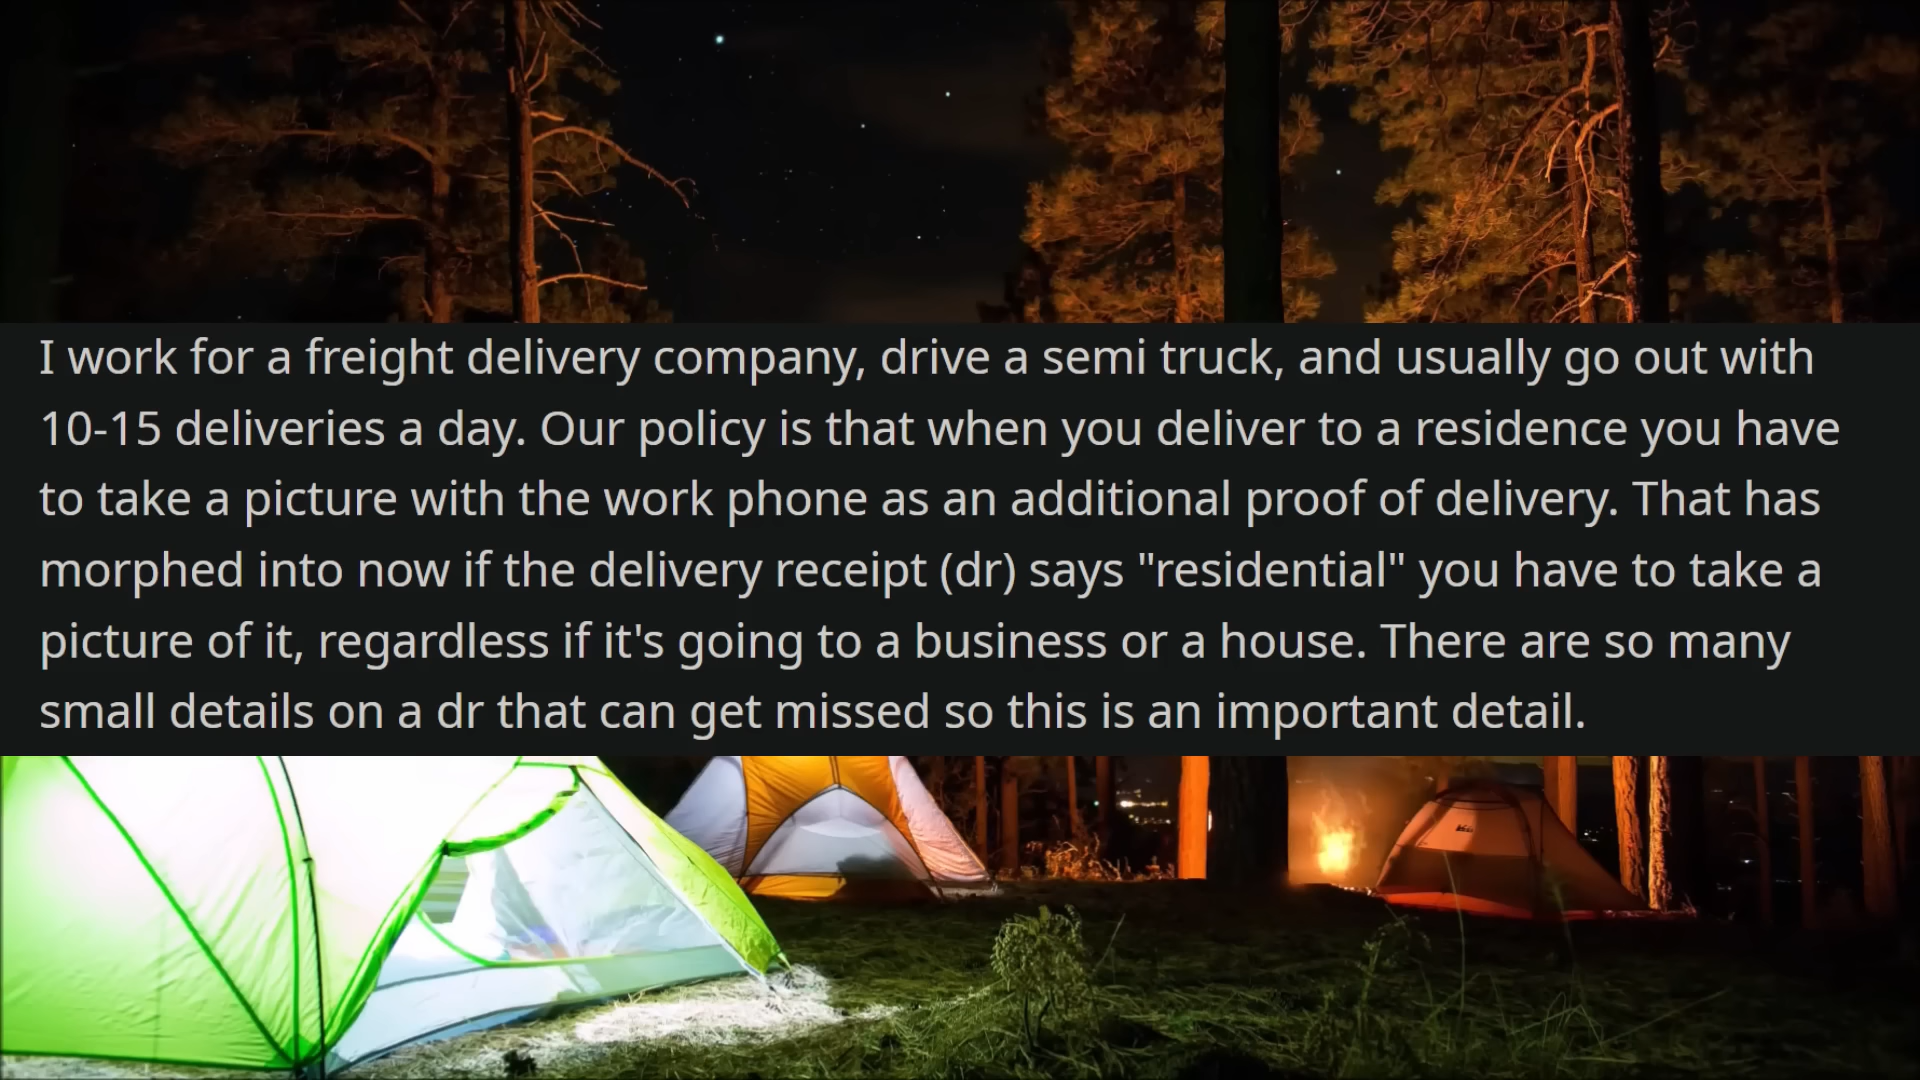 I work for a freight delivery company, drive a semi truck, and usually go out with
10-15 deliveries a day. Our policy is that when you deliver to a residence you have
to take a picture with the work phone as an additional proof of delivery. That has
morphed into now if the delivery receipt (dr) says "residential" you have to take a
picture of it, regardless if it's going to a business or a house. There are so many
small details on a dr that can get missed so this is an important detail.